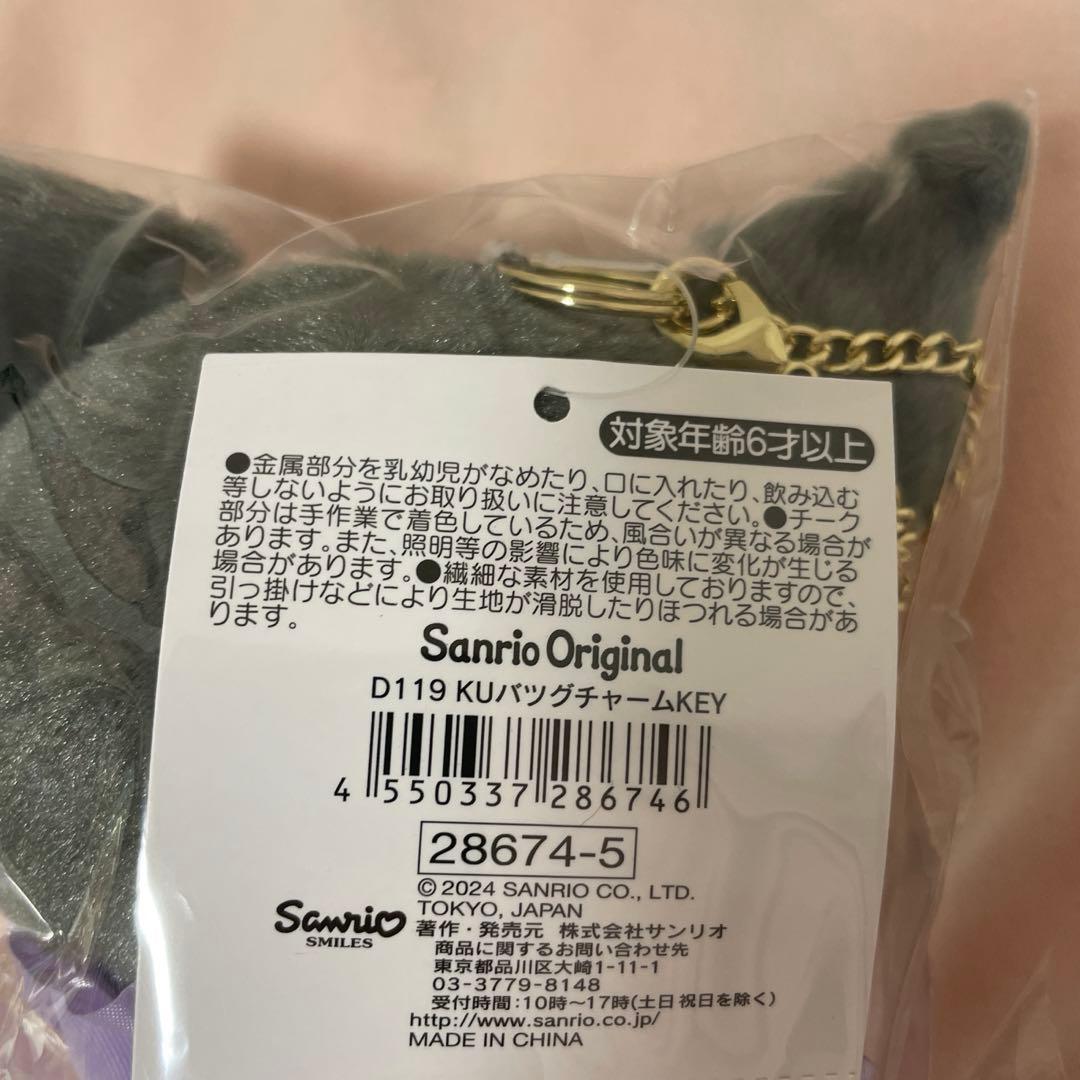 対象年齢6才以上
●金属部分を乳幼児がなめたり、口に入れたり、飲み込む
等しないようにお取り扱いに注意してください。●チーク
部分は手作業で着色しているため、風合いが異なる場合が
あります。また、照明等の影響により色味に変化が生じる
場合があります。●繊細な素材を使用しておりますので、
引っ掛けなどにより生地が滑脱したりほつれる場合があ
ります。
Sanrio Original
D119 KUバツグチャームKEY
4 550337 286746
28674-5
© 2024 SANRIO CO., LTD.
TOKYO, JAPAN
Sanrio
SMILES
著作・発売元 株式会社サンリオ
商品に関するお問い合わせ先
東京都品川区大崎1-11-1
03-3779-8148
受付時間:10時～17時(土日祝日を除く)
http://www.sanrio.co.jp/
MADE IN CHINA